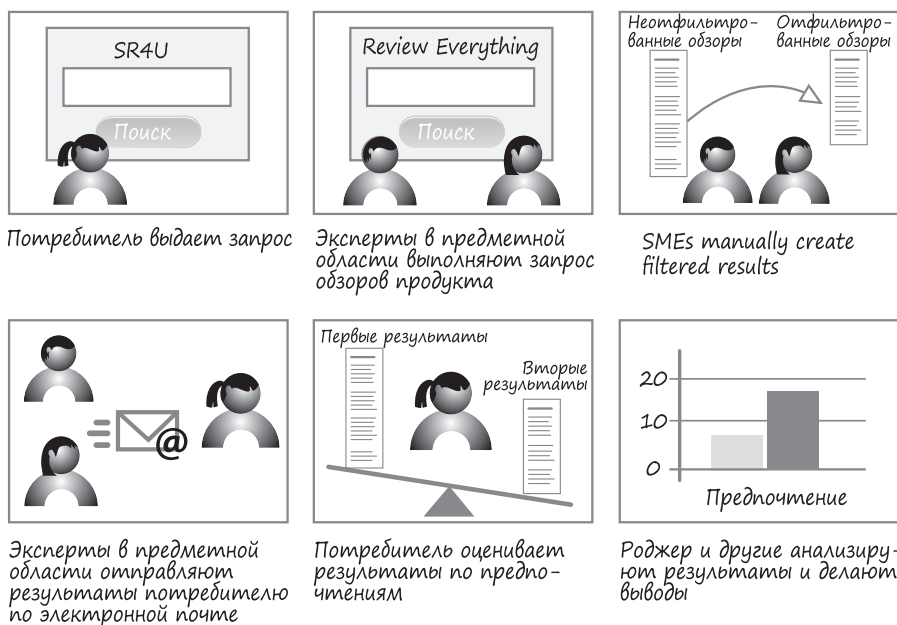 SR4U
Поиск
Потребитель выдает запрос
Review Everything
Поиск
Эксперты в предметной
области выполняют запрос
обзоров продукта
Неотфильтро-
ванные обзоры
Отфильтро-
ванные обзоры
SMEs manually create
filtered results
@
Эксперты в предметной
области отправляют
результаты потребителю
по электронной почте
Первые результаты
Вторые
результаты
Потребитель оценивает
результаты по предпо-
чтениям
20
10
0
Предпочтение
Роджер и другие анализиру-
ют результаты и делают
выводы